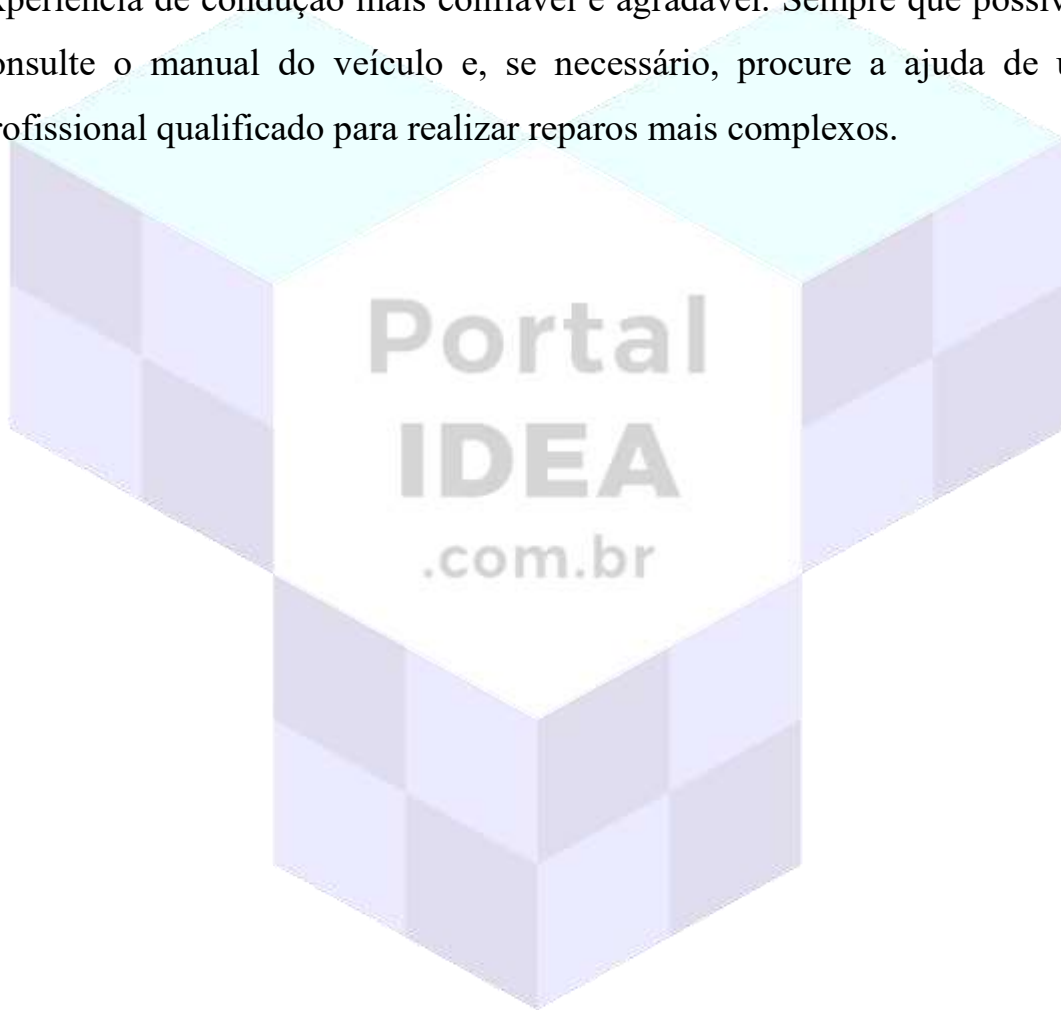 xperiência de condução mais confiável e agradável. Sempre que possív
onsulte o manual do veículo e, se necessário, procure a ajuda de u
rofissional qualificado para realizar reparos mais complexos.
Portal
IDEA
.com.br